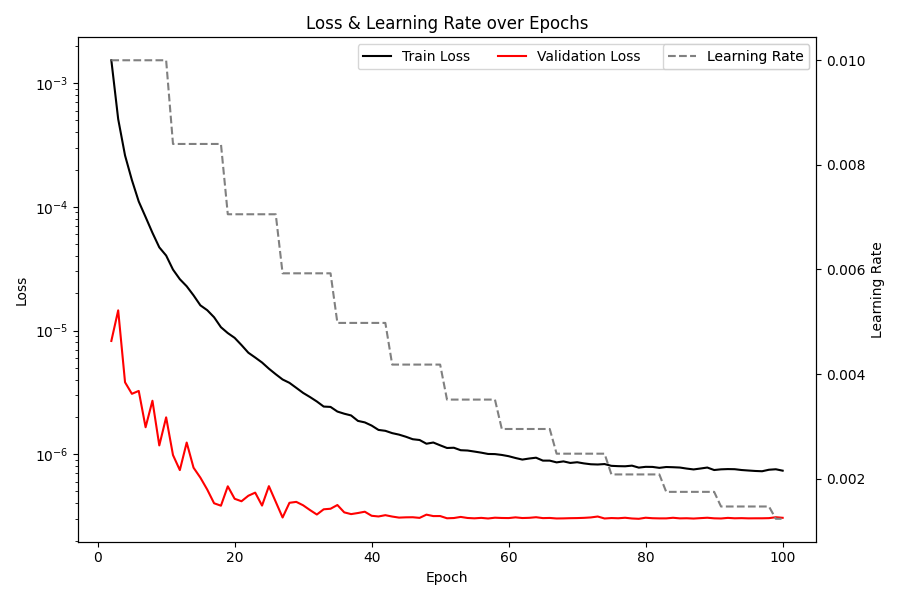 Loss & Learning Rate over Epochs
Train Loss
Validation Loss
Learning Rate
10⁻³
10⁻⁴
10⁻⁵
10⁻⁶
Loss
0.010
0.008
0.006
0.004
0.002
Learning Rate
0 20 40 60 80 100
Epoch